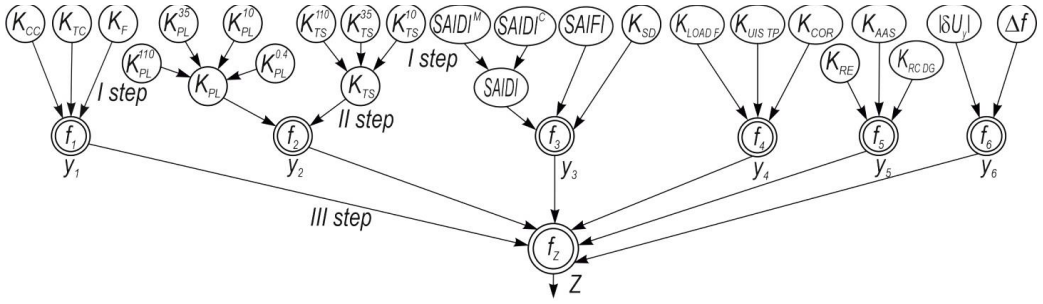 K_CC K_TC K_F K_PL^35 K_PL^10 K_TS^110 K_TS^35 K_TS^10 SAIDI^M SAIDI^C SAIFI K_SD K_LOAD F K_UIS TP K_COR K_AAS |δU_y| Δf
K_PL^110 K_PL^0.4 I step K_RE K_RC DG
I step K_PL K_TS SAIDI
II step
f_1 f_2 f_3 f_4 f_5 f_6
y_1 y_2 y_3 y_4 y_5 y_6
III step
f_Z
Z